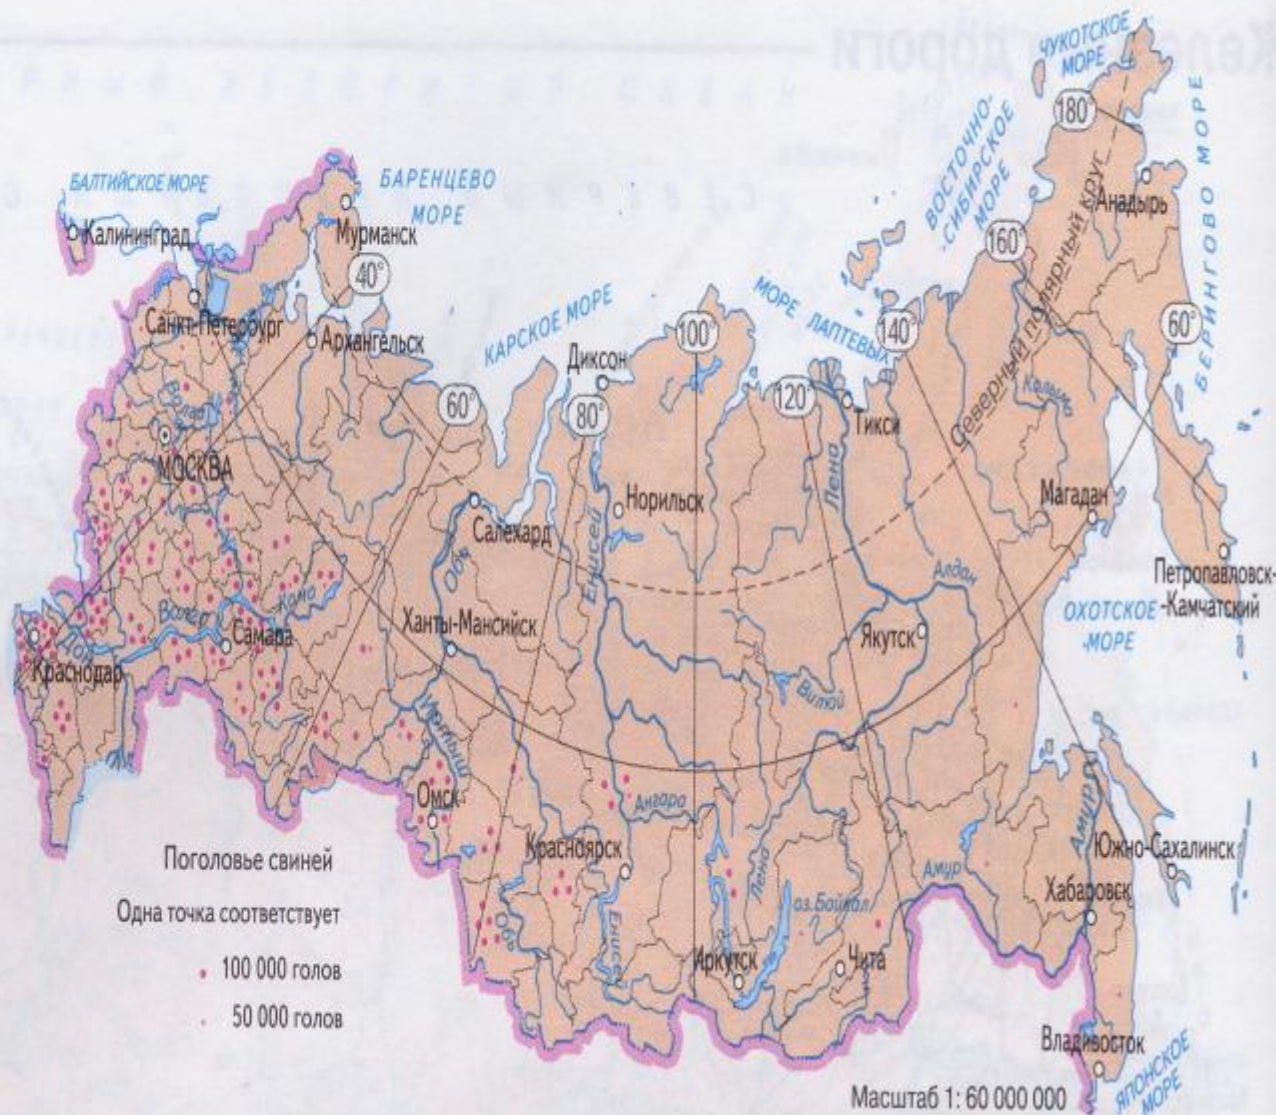 ЧУКОТСКОЕ
МОРЕ
180°
БЕРИНГОВО МОРЕ
ВОСТОЧНО-
-СИБИРСКОЕ
МОРЕ
Анадырь
БАЛТИЙСКОЕ МОРЕ
БАРЕНЦЕВО
МОРЕ
Калининград
Мурманск
40°
160°
Северный полярный круг
КАРСКОЕ МОРЕ
МОРЕ ЛАПТЕВЫХ
100°
140°
60°
Санкт-Петербург
Архангельск
Диксон
60°
80°
120°
Тикси
Колыма
Волга
МОСКВА
Лена
Норильск
Магадан
Салехард
Обь
Енисей
Алдан
Петропавловск-
-Камчатский
Волга
Кама
Ханты-Мансийск
Якутск
ОХОТСКОЕ
-МОРЕ
Самара
Дон
Краснодар
Вилюй
Иртыш
Омск
Ангара
Амур
Красноярск
Лена
Амур
Южно-Сахалинск
Поголовье свиней
Хабаровск
Одна точка соответствует
Обь
Енисей
оз.Байкал
100 000 голов
Иркутск
Чита
50 000 голов
Владивосток
ЯПОНСКОЕ
МОРЕ
Масштаб 1: 60 000 000